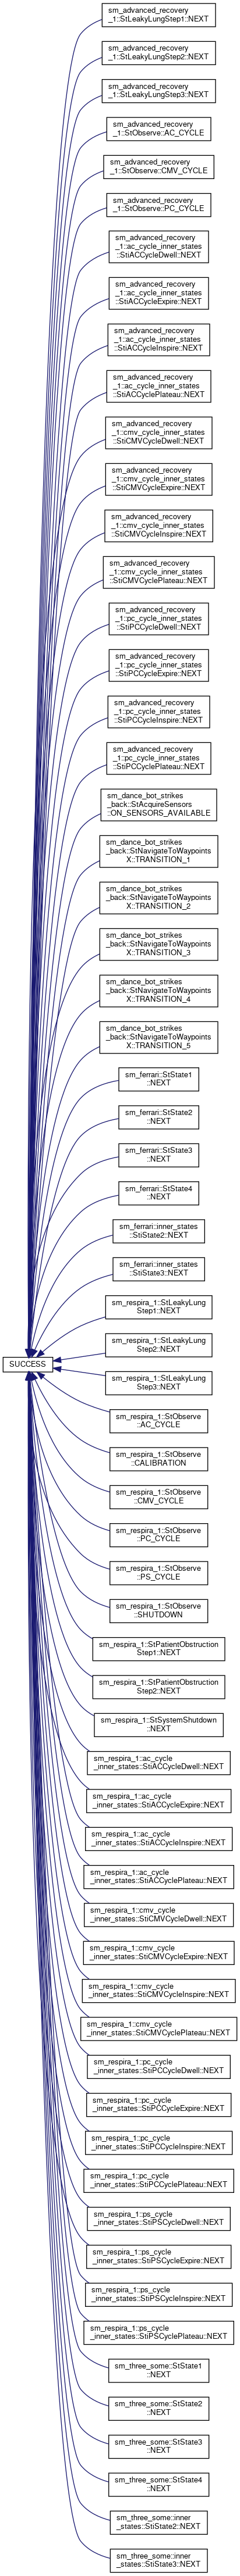 sm_advanced_recovery
_1::StLeakyLungStep1::NEXT
sm_advanced_recovery
_1::StLeakyLungStep2::NEXT
sm_advanced_recovery
_1::StLeakyLungStep3::NEXT
sm_advanced_recovery
_1::StObserve::AC_CYCLE
sm_advanced_recovery
_1::StObserve::CMV_CYCLE
sm_advanced_recovery
_1::StObserve::PC_CYCLE
sm_advanced_recovery
_1::ac_cycle_inner_states
::StiACCycleDwell::NEXT
sm_advanced_recovery
_1::ac_cycle_inner_states
::StiACCycleExpire::NEXT
sm_advanced_recovery
_1::ac_cycle_inner_states
::StiACCycleInspire::NEXT
sm_advanced_recovery
_1::ac_cycle_inner_states
::StiACCyclePlateau::NEXT
sm_advanced_recovery
_1::cmv_cycle_inner_states
::StiCMVCycleDwell::NEXT
sm_advanced_recovery
_1::cmv_cycle_inner_states
::StiCMVCycleExpire::NEXT
sm_advanced_recovery
_1::cmv_cycle_inner_states
::StiCMVCycleInspire::NEXT
sm_advanced_recovery
_1::cmv_cycle_inner_states
::StiCMVCyclePlateau::NEXT
sm_advanced_recovery
_1::pc_cycle_inner_states
::StiPCCycleDwell::NEXT
sm_advanced_recovery
_1::pc_cycle_inner_states
::StiPCCycleExpire::NEXT
sm_advanced_recovery
_1::pc_cycle_inner_states
::StiPCCycleInspire::NEXT
sm_advanced_recovery
_1::pc_cycle_inner_states
::StiPCCyclePlateau::NEXT
sm_dance_bot_strikes
_back::StAcquireSensors
::ON_SENSORS_AVAILABLE
sm_dance_bot_strikes
_back::StNavigateToWaypoints
X::TRANSITION_1
sm_dance_bot_strikes
_back::StNavigateToWaypoints
X::TRANSITION_2
sm_dance_bot_strikes
_back::StNavigateToWaypoints
X::TRANSITION_3
sm_dance_bot_strikes
_back::StNavigateToWaypoints
X::TRANSITION_4
sm_dance_bot_strikes
_back::StNavigateToWaypoints
X::TRANSITION_5
sm_ferrari::StState1
::NEXT
sm_ferrari::StState2
::NEXT
sm_ferrari::StState3
::NEXT
sm_ferrari::StState4
::NEXT
sm_ferrari::inner_states
::StiState2::NEXT
sm_ferrari::inner_states
::StiState3::NEXT
sm_respira_1::StLeakyLung
Step1::NEXT
sm_respira_1::StLeakyLung
Step2::NEXT
SUCCESS
sm_respira_1::StLeakyLung
Step3::NEXT
sm_respira_1::StObserve
::AC_CYCLE
sm_respira_1::StObserve
::CALIBRATION
sm_respira_1::StObserve
::CMV_CYCLE
sm_respira_1::StObserve
::PC_CYCLE
sm_respira_1::StObserve
::PS_CYCLE
sm_respira_1::StObserve
::SHUTDOWN
sm_respira_1::StPatientObstruction
Step1::NEXT
sm_respira_1::StPatientObstruction
Step2::NEXT
sm_respira_1::StSystemShutdown
::NEXT
sm_respira_1::ac_cycle
_inner_states::StiACCycleDwell::NEXT
sm_respira_1::ac_cycle
_inner_states::StiACCycleExpire::NEXT
sm_respira_1::ac_cycle
_inner_states::StiACCycleInspire::NEXT
sm_respira_1::ac_cycle
_inner_states::StiACCyclePlateau::NEXT
sm_respira_1::cmv_cycle
_inner_states::StiCMVCycleDwell::NEXT
sm_respira_1::cmv_cycle
_inner_states::StiCMVCycleExpire::NEXT
sm_respira_1::cmv_cycle
_inner_states::StiCMVCycleInspire::NEXT
sm_respira_1::cmv_cycle
_inner_states::StiCMVCyclePlateau::NEXT
sm_respira_1::pc_cycle
_inner_states::StiPCCycleDwell::NEXT
sm_respira_1::pc_cycle
_inner_states::StiPCCycleExpire::NEXT
sm_respira_1::pc_cycle
_inner_states::StiPCCycleInspire::NEXT
sm_respira_1::pc_cycle
_inner_states::StiPCCyclePlateau::NEXT
sm_respira_1::ps_cycle
_inner_states::StiPSCycleDwell::NEXT
sm_respira_1::ps_cycle
_inner_states::StiPSCycleExpire::NEXT
sm_respira_1::ps_cycle
_inner_states::StiPSCycleInspire::NEXT
sm_respira_1::ps_cycle
_inner_states::StiPSCyclePlateau::NEXT
sm_three_some::StState1
::NEXT
sm_three_some::StState2
::NEXT
sm_three_some::StState3
::NEXT
sm_three_some::StState4
::NEXT
sm_three_some::inner
_states::StiState2::NEXT
sm_three_some::inner
_states::StiState3::NEXT